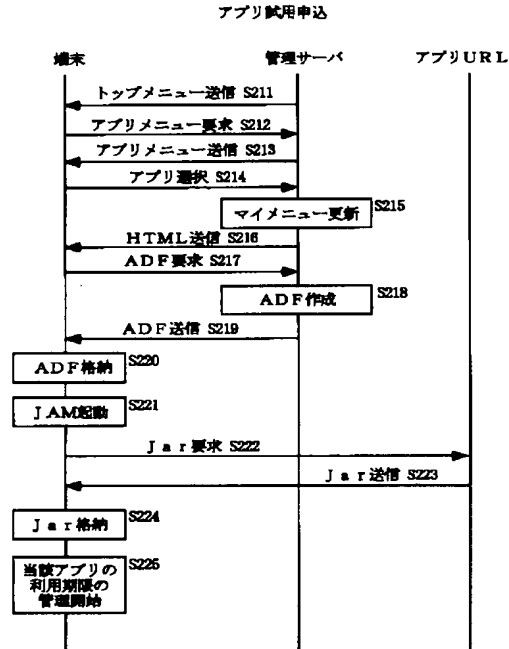 アプリ試用申込
端末
管理サーバ
アプリURL
トップメニュー送信 S211
アプリメニュー要求 S212
アプリメニュー送信 S213
アプリ選択 S214
マイメニュー更新
S215
HTML送信 S216
ADF要求 S217
ADF作成
S218
ADF送信 S219
ADF格納
S220
JAM起動
S221
Jar要求 S222
Jar送信 S223
Jar格納
S224
当該アプリの
利用期限の
管理開始
S225